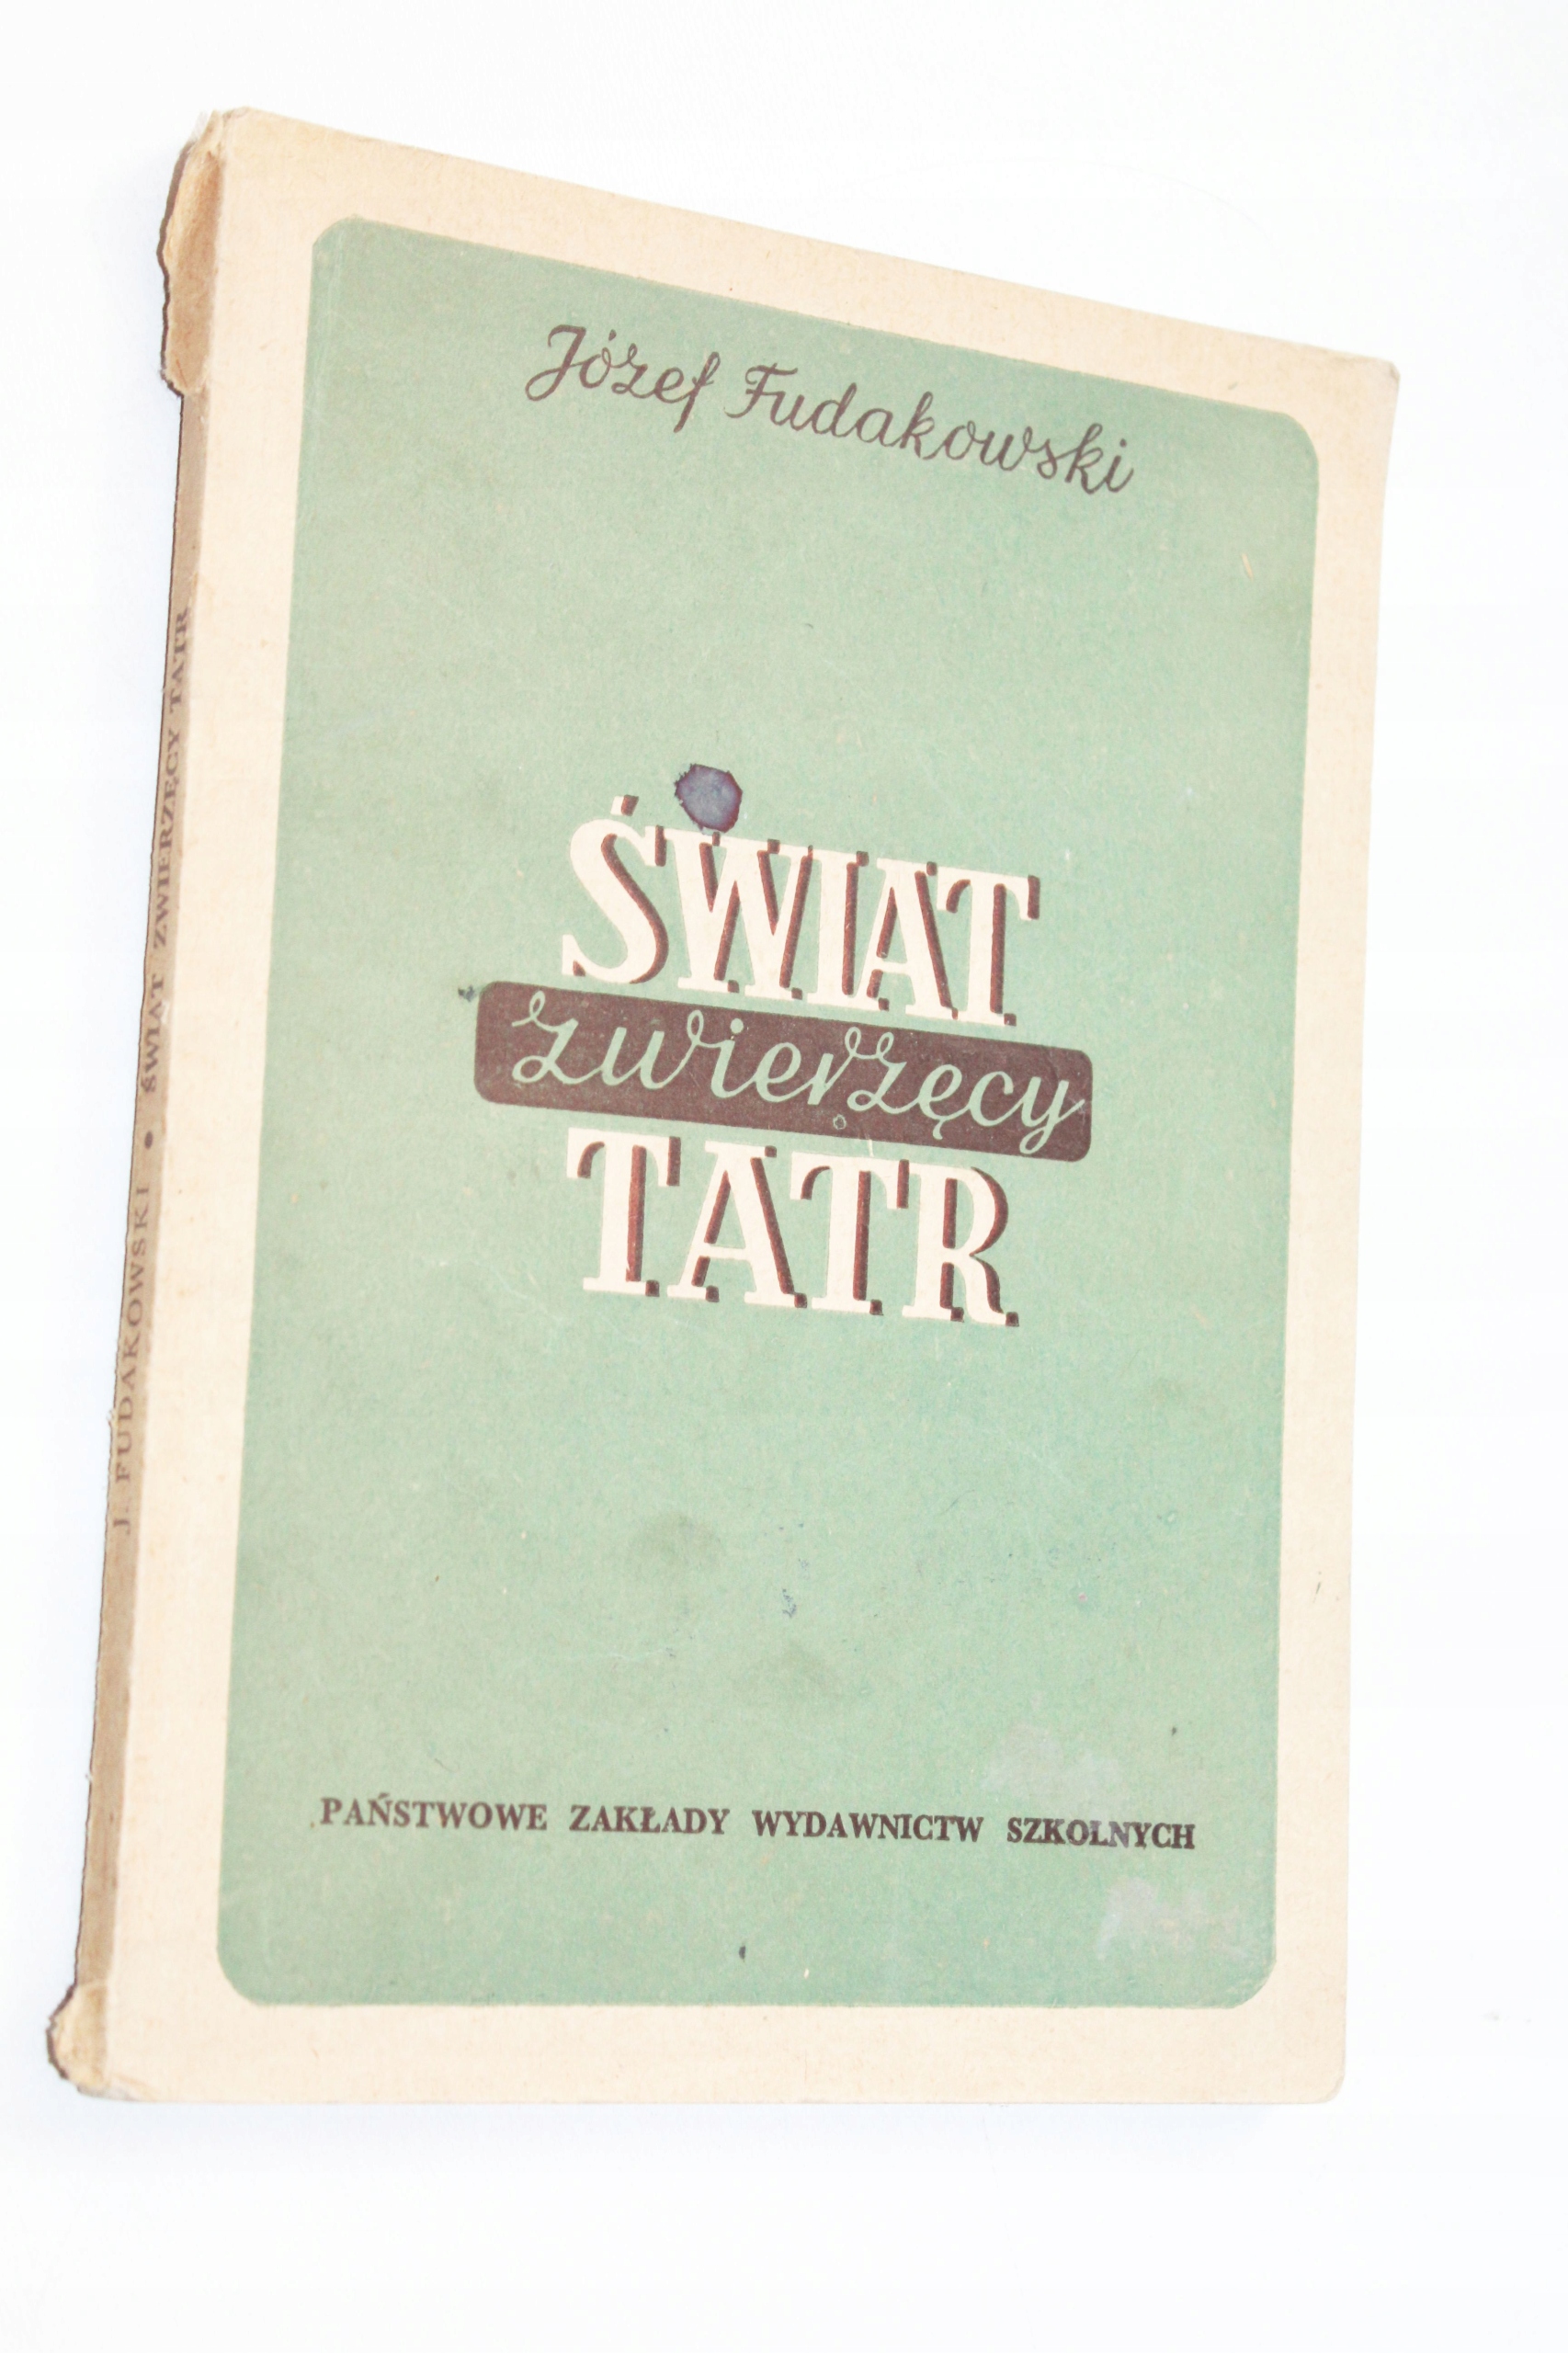 Józef Fudakowski
ŚWIAT
zwierzęcy
TATR
PAŃSTWOWE ZAKŁADY WYDAWNICTW SZKOLNYCH
J. FUDAKOWSKI • ŚWIAT ZWIERZĘCY TATR